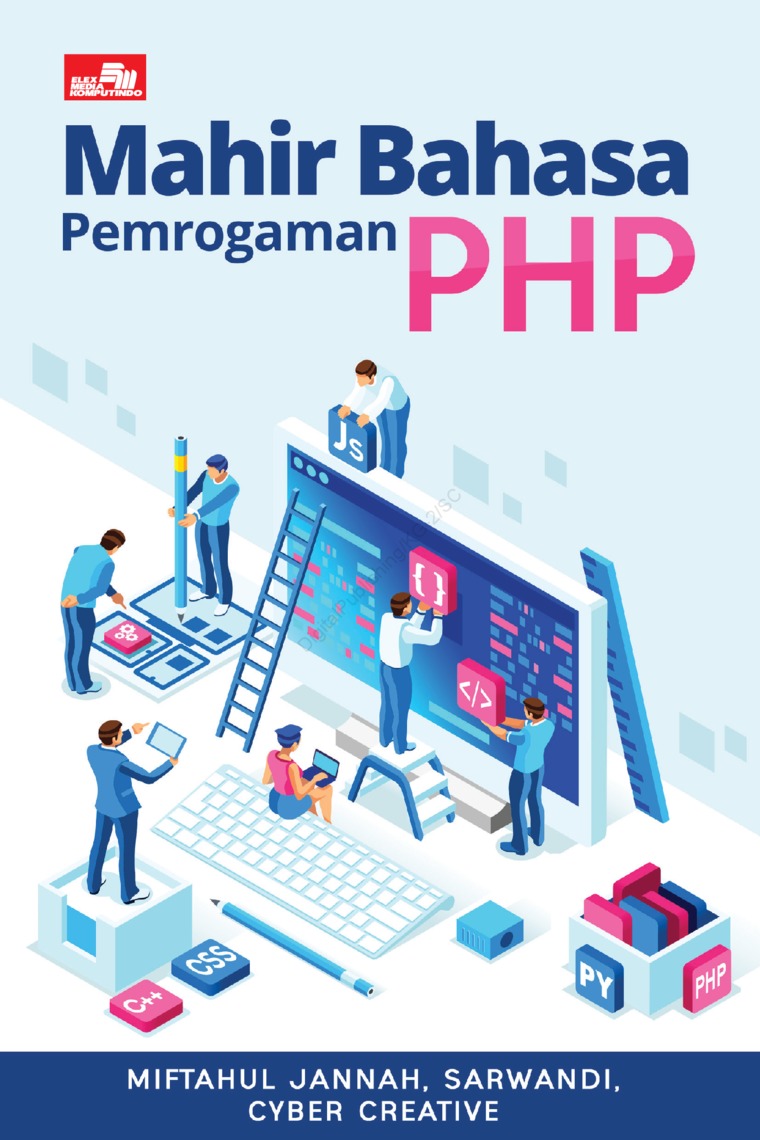 ELEX
MEDIA
KOMPUTINDO
Mahir Bahasa
Pemrogaman
PHP
Js
{}
</>
CSS
C++
PY
PHP
MIFTAHUL JANNAH, SARWANDI,
CYBER CREATIVE